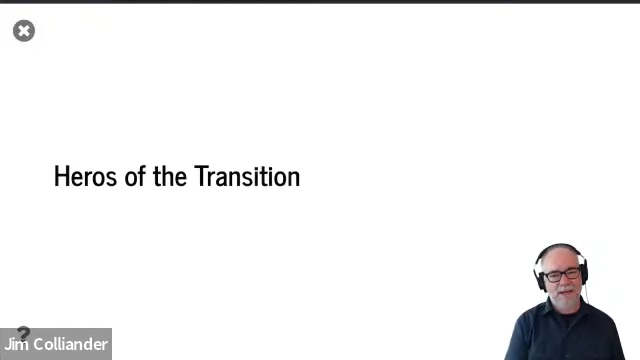 Heros of the Transition
?
Jim Colliander